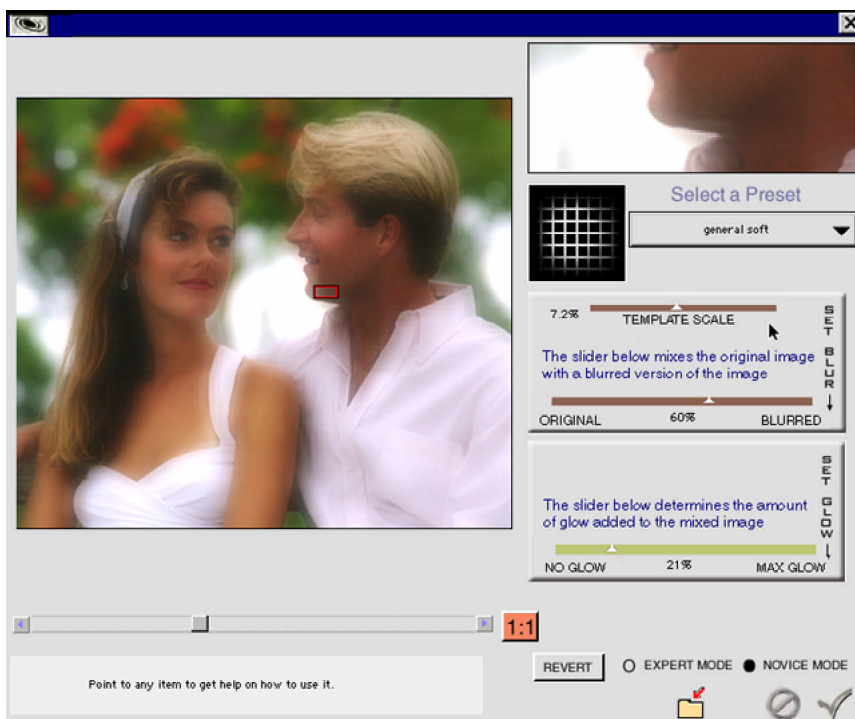 Select a Preset
general soft
7.2%
TEMPLATE SCALE
SET BLUR
The slider below mixes the original image
with a blurred version of the image
ORIGINAL 60% BLURRED
SET GLOW
The slider below determines the amount
of glow added to the mixed image
NO GLOW 21% MAX GLOW
1:1
REVERT EXPERT MODE NOVICE MODE
Point to any item to get help on how to use it.